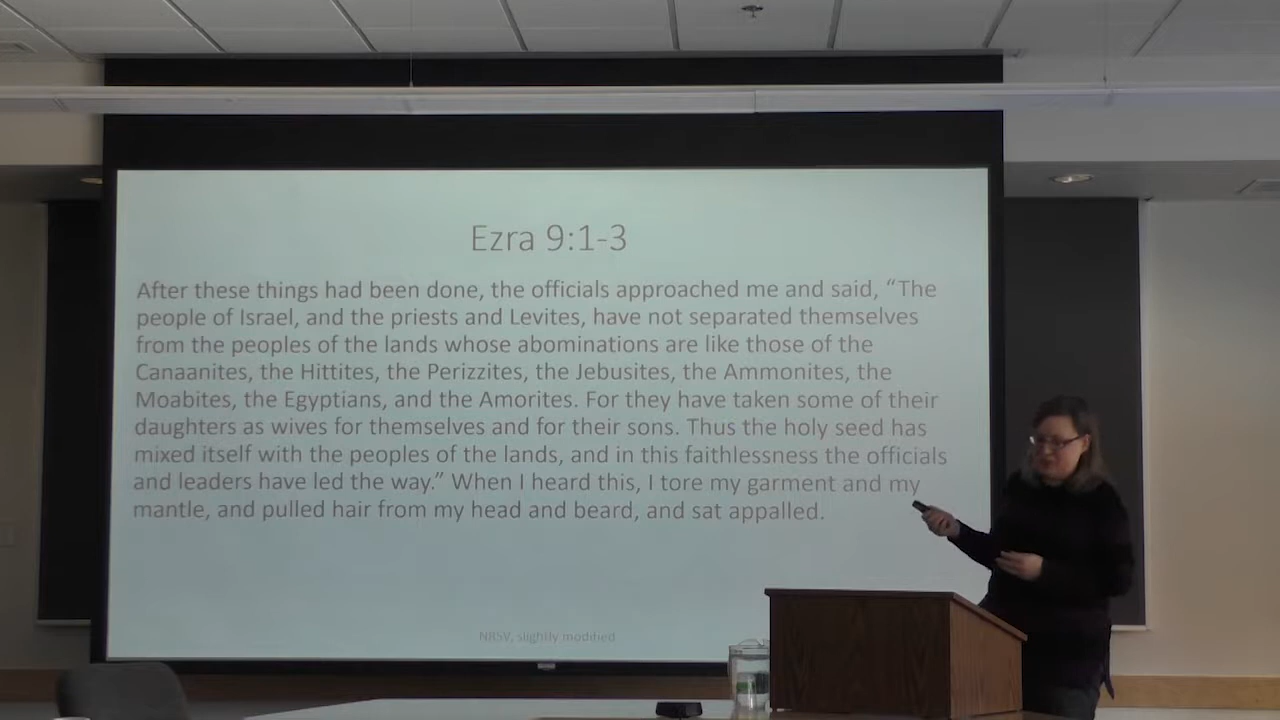 Ezra 9:1-3
After these things had been done, the officials approached me and said, “The
people of Israel, and the priests and Levites, have not separated themselves
from the peoples of the lands whose abominations are like those of the
Canaanites, the Hittites, the Perizzites, the Jebusites, the Ammonites, the
Moabites, the Egyptians, and the Amorites. For they have taken some of their
daughters as wives for themselves and for their sons. Thus the holy seed has
mixed itself with the peoples of the lands, and in this faithlessness the officials
and leaders have led the way.” When I heard this, I tore my garment and my
mantle, and pulled hair from my head and beard, and sat appalled.
NRSV, slightly modified